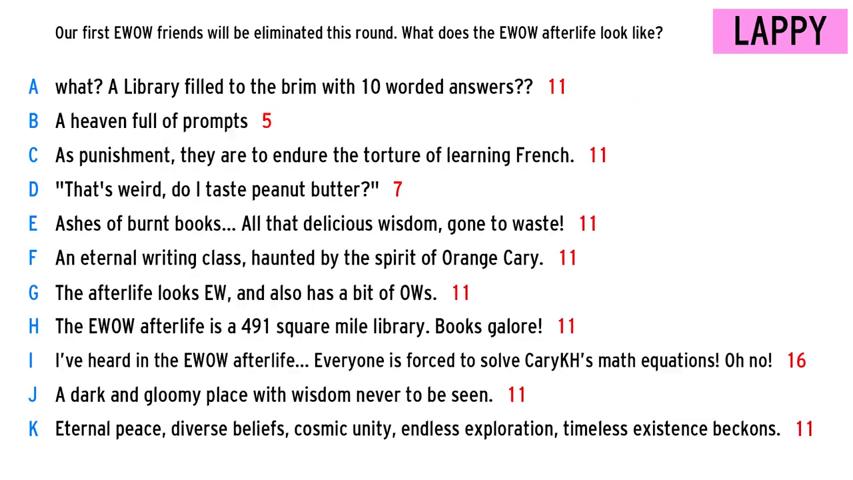 Our first EWOW friends will be eliminated this round. What does the EWOW afterlife look like?
LAPPY
A what? A Library filled to the brim with 10 worded answers?? 11
B A heaven full of prompts 5
C As punishment, they are to endure the torture of learning French. 11
D "That's weird, do I taste peanut butter?" 7
E Ashes of burnt books... All that delicious wisdom, gone to waste! 11
F An eternal writing class, haunted by the spirit of Orange Cary. 11
G The afterlife looks EW, and also has a bit of OWs. 11
H The EWOW afterlife is a 491 square mile library. Books galore! 11
I I've heard in the EWOW afterlife... Everyone is forced to solve CaryKH's math equations! Oh no! 16
J A dark and gloomy place with wisdom never to be seen. 11
K Eternal peace, diverse beliefs, cosmic unity, endless exploration, timeless existence beckons. 11